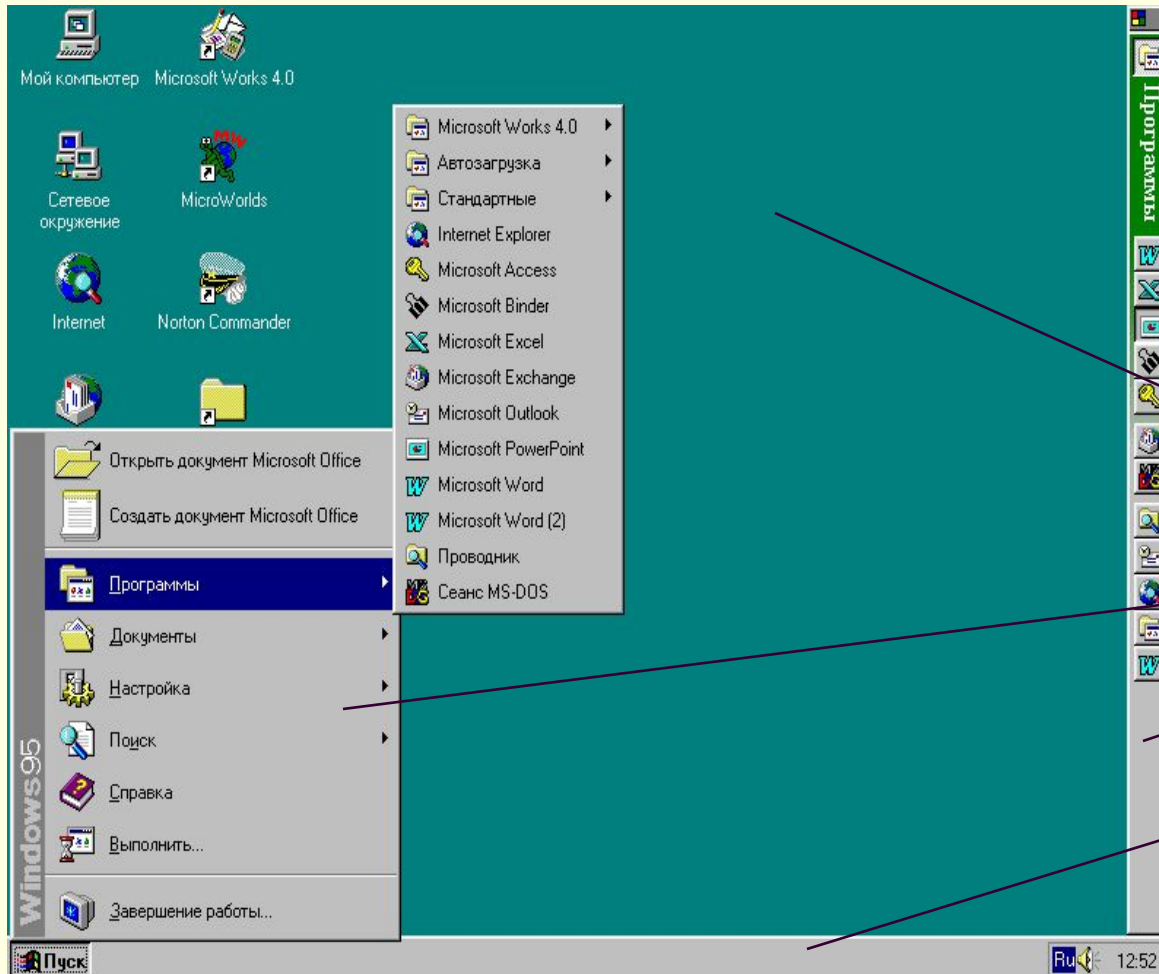 Мой компьютер
Microsoft Works 4.0
Сетевое
окружение
MicroWorlds
MW
Internet
Norton Commander
Microsoft Works 4.0
Автозагрузка
Стандартные
Internet Explorer
Microsoft Access
Microsoft Binder
Microsoft Excel
Microsoft Exchange
Microsoft Outlook
Microsoft PowerPoint
Microsoft Word
Microsoft Word (2)
Проводник
Сеанс MS-DOS
Открыть документ Microsoft Office
Создать документ Microsoft Office
Программы
Документы
Настройка
Поиск
Справка
Выполнить...
Завершение работы...
Windows95
Программы
Пуск
Ru
12:52